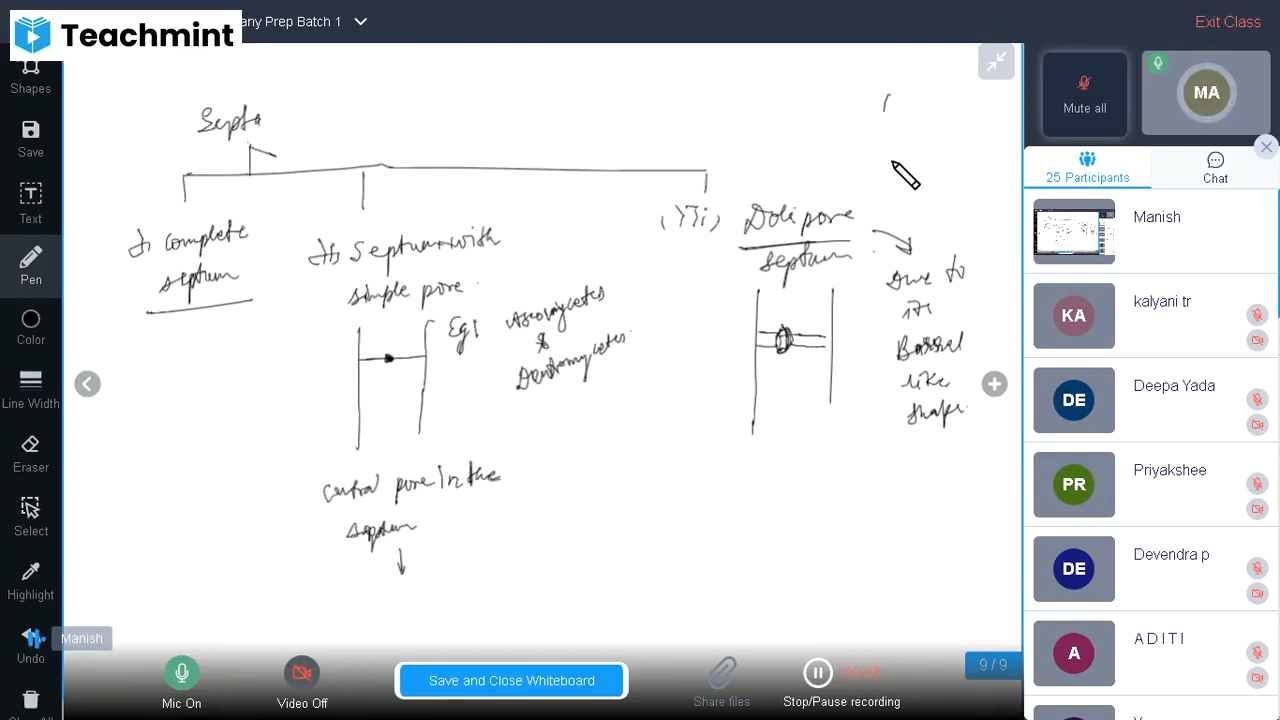 Teachmint
any Prep Batch 1
Exit Class
Shapes
Save
Text
Pen
Color
Line Width
Eraser
Select
Highlight
Undo
Manish
Septa
complete
septum
Septum with
simple pore
Eg:
Ascomycetes
&
Deuteromycetes
central pore in the
septum
Dolipore
septum
Due to
its
Barrel
like
shape.
Mute all
MA
25 Participants
Chat
Manish
KA
kalyani tr
DE
Deepa Yada
PR
Priyakshee
DE
Devendra p
A
A D I T I
9 / 9
Mic On
Video Off
Save and Close Whiteboard
Share files
Stop/Pause recording